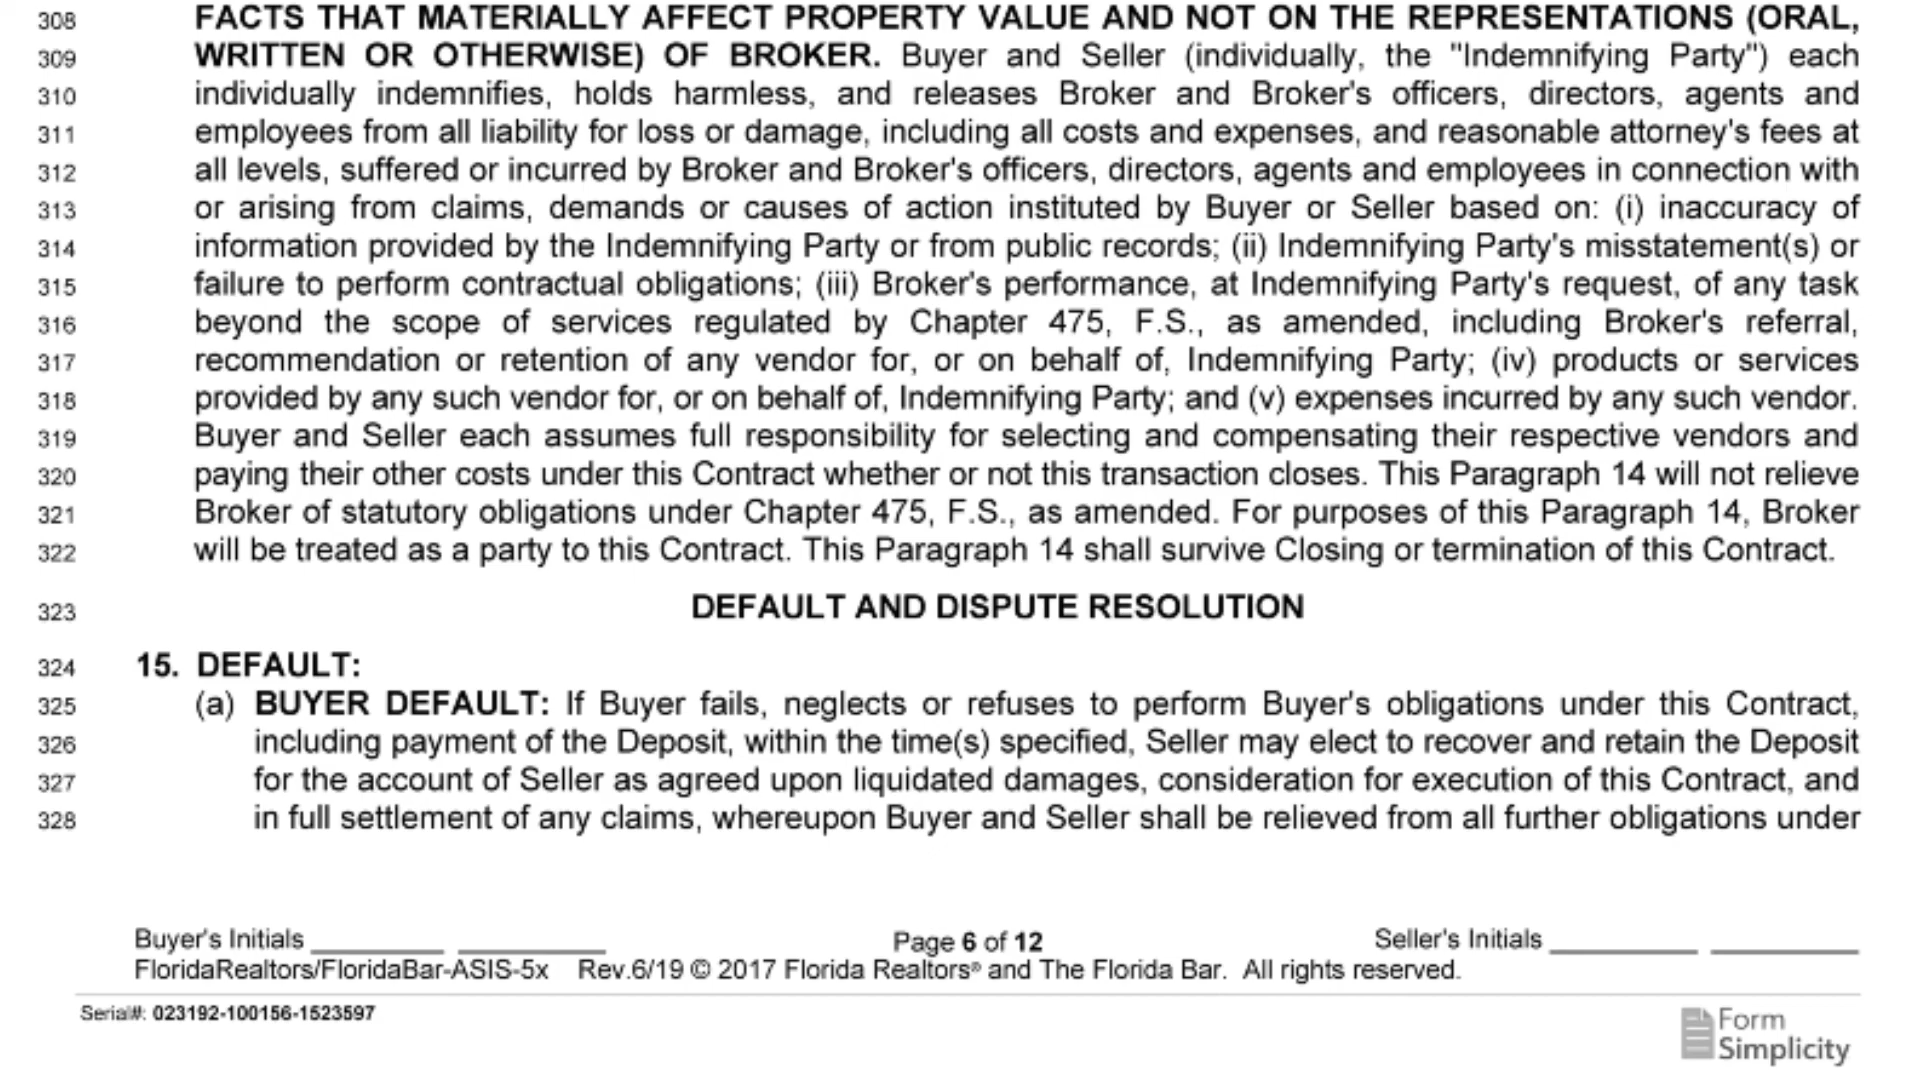 308 FACTS THAT MATERIALLY AFFECT PROPERTY VALUE AND NOT ON THE REPRESENTATIONS (ORAL,
309 WRITTEN OR OTHERWISE) OF BROKER. Buyer and Seller (individually, the "Indemnifying Party") each
310 individually indemnifies, holds harmless, and releases Broker and Broker's officers, directors, agents and
311 employees from all liability for loss or damage, including all costs and expenses, and reasonable attorney's fees at
312 all levels, suffered or incurred by Broker and Broker's officers, directors, agents and employees in connection with
313 or arising from claims, demands or causes of action instituted by Buyer or Seller based on: (i) inaccuracy of
314 information provided by the Indemnifying Party or from public records; (ii) Indemnifying Party's misstatement(s) or
315 failure to perform contractual obligations; (iii) Broker's performance, at Indemnifying Party's request, of any task
316 beyond the scope of services regulated by Chapter 475, F.S., as amended, including Broker's referral,
317 recommendation or retention of any vendor for, or on behalf of, Indemnifying Party; (iv) products or services
318 provided by any such vendor for, or on behalf of, Indemnifying Party; and (v) expenses incurred by any such vendor.
319 Buyer and Seller each assumes full responsibility for selecting and compensating their respective vendors and
320 paying their other costs under this Contract whether or not this transaction closes. This Paragraph 14 will not relieve
321 Broker of statutory obligations under Chapter 475, F.S., as amended. For purposes of this Paragraph 14, Broker
322 will be treated as a party to this Contract. This Paragraph 14 shall survive Closing or termination of this Contract.
323 DEFAULT AND DISPUTE RESOLUTION
324 15. DEFAULT:
325 (a) BUYER DEFAULT: If Buyer fails, neglects or refuses to perform Buyer's obligations under this Contract,
326 including payment of the Deposit, within the time(s) specified, Seller may elect to recover and retain the Deposit
327 for the account of Seller as agreed upon liquidated damages, consideration for execution of this Contract, and
328 in full settlement of any claims, whereupon Buyer and Seller shall be relieved from all further obligations under
Buyer's Initials ________ ________ Page 6 of 12 Seller's Initials ________ ________
FloridaRealtors/FloridaBar-ASIS-5x Rev.6/19 © 2017 Florida Realtors® and The Florida Bar. All rights reserved.
Serial#: 023192-100156-1523597
Form
Simplicity